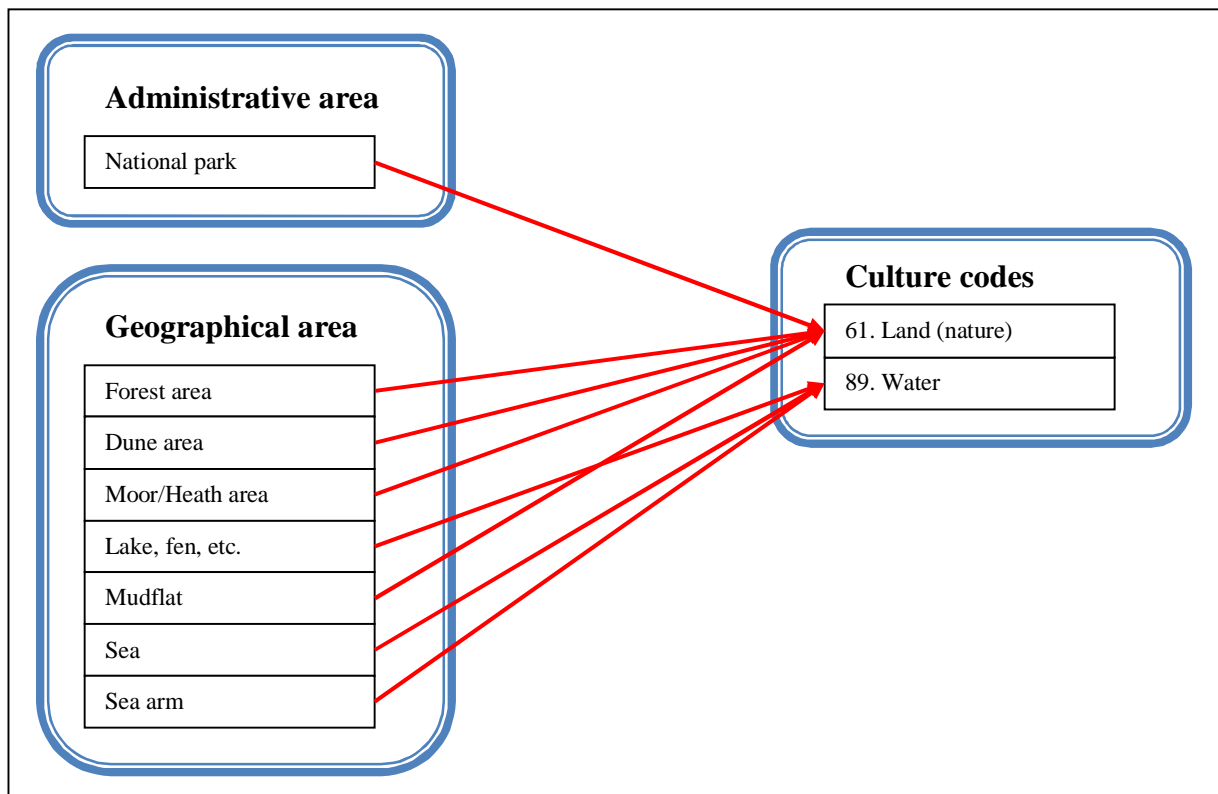 Administrative area
National park
Geographical area
Forest area
Dune area
Moor/Heath area
Lake, fen, etc.
Mudflat
Sea
Sea arm
Culture codes
61. Land (nature)
89. Water